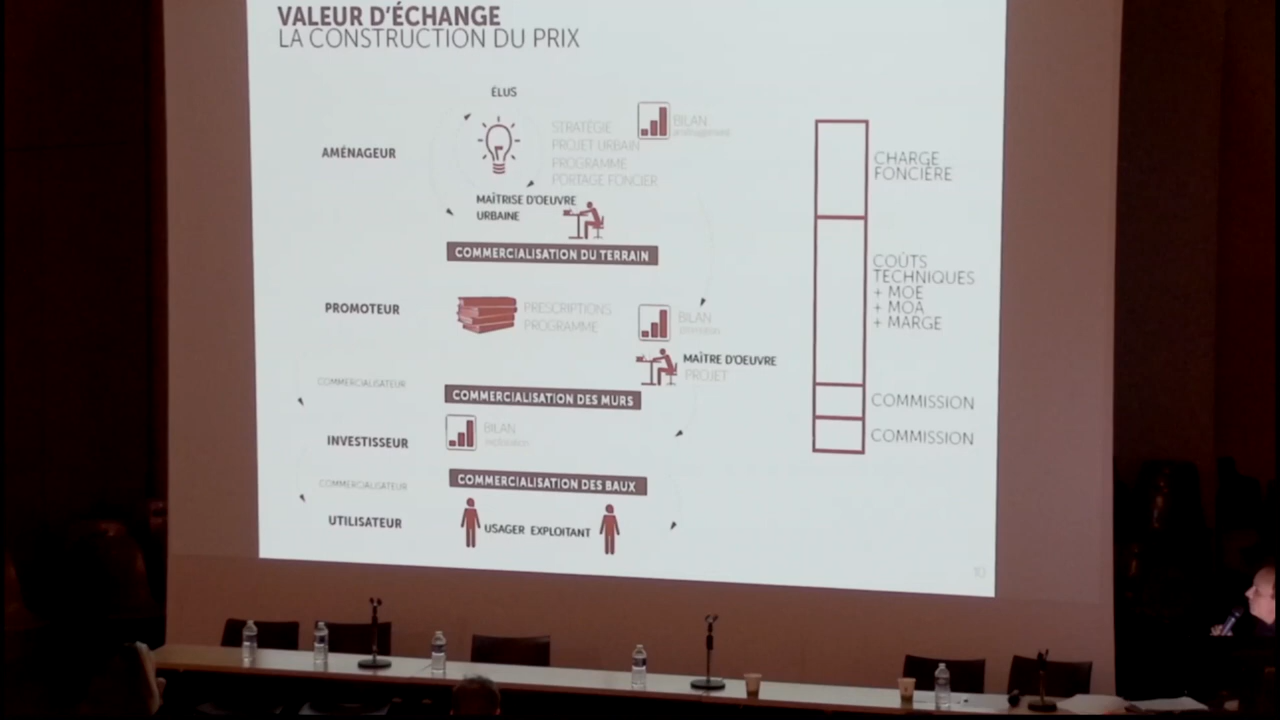 VALEUR D'ÉCHANGE
LA CONSTRUCTION DU PRIX
ÉLUS
AMÉNAGEUR
STRATÉGIE
PROJET URBAIN
PROGRAMME
PORTAGE FONCIER
BILAN
aménagement
MAÎTRISE D'OEUVRE
URBAINE
COMMERCIALISATION DU TERRAIN
PROMOTEUR
PRESCRIPTIONS
PROGRAMME
BILAN
MAÎTRE D'OEUVRE
PROJET
COMMERCIALISATEUR
COMMERCIALISATION DES MURS
INVESTISSEUR
BILAN
COMMERCIALISATEUR
COMMERCIALISATION DES BAUX
UTILISATEUR
USAGER EXPLOITANT
CHARGE
FONCIÈRE
COÛTS
TECHNIQUES
+ MOE
+ MOA
+ MARGE
COMMISSION
COMMISSION
10